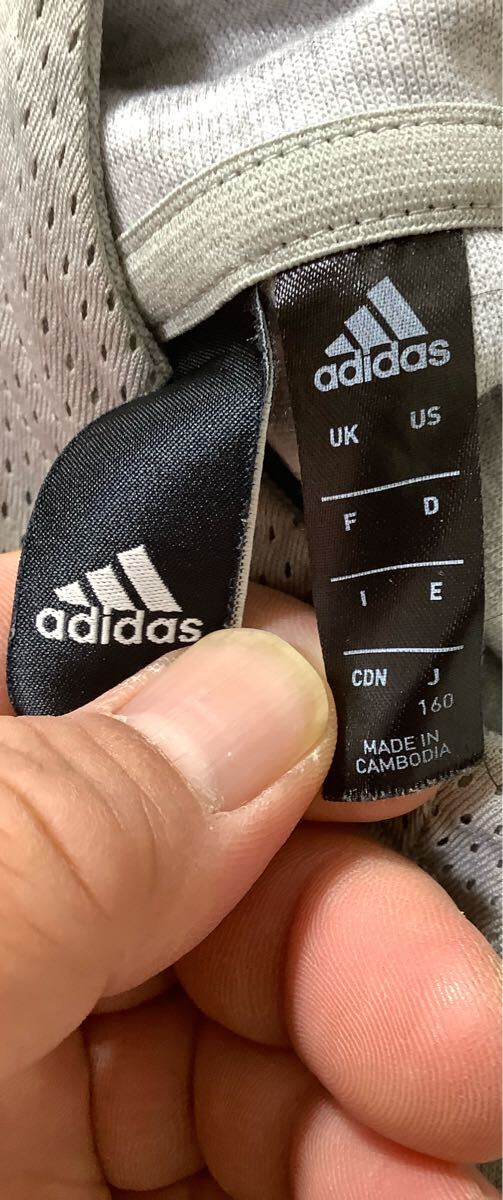 adidas
adidas
UK US
F D
I E
CDN J
160
MADE IN
CAMBODIA